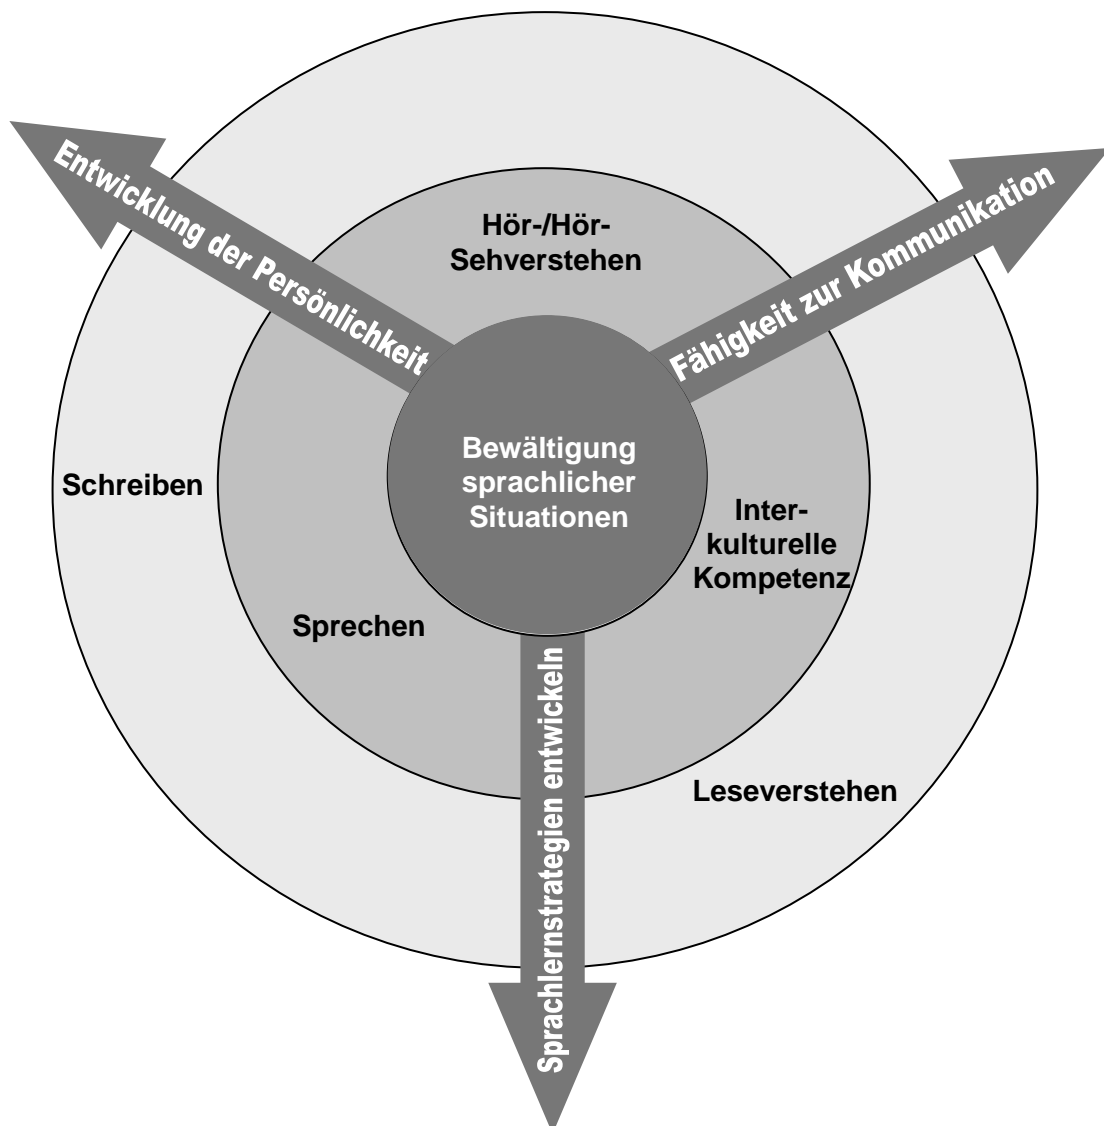 Entwicklung der Persönlichkeit
Fähigkeit zur Kommunikation
Hör-/Hör-
Sehverstehen
Bewältigung
sprachlicher
Situationen
Schreiben
Inter-
kulturelle
Kompetenz
Sprechen
Sprachlernstrategien entwickeln
Leseverstehen